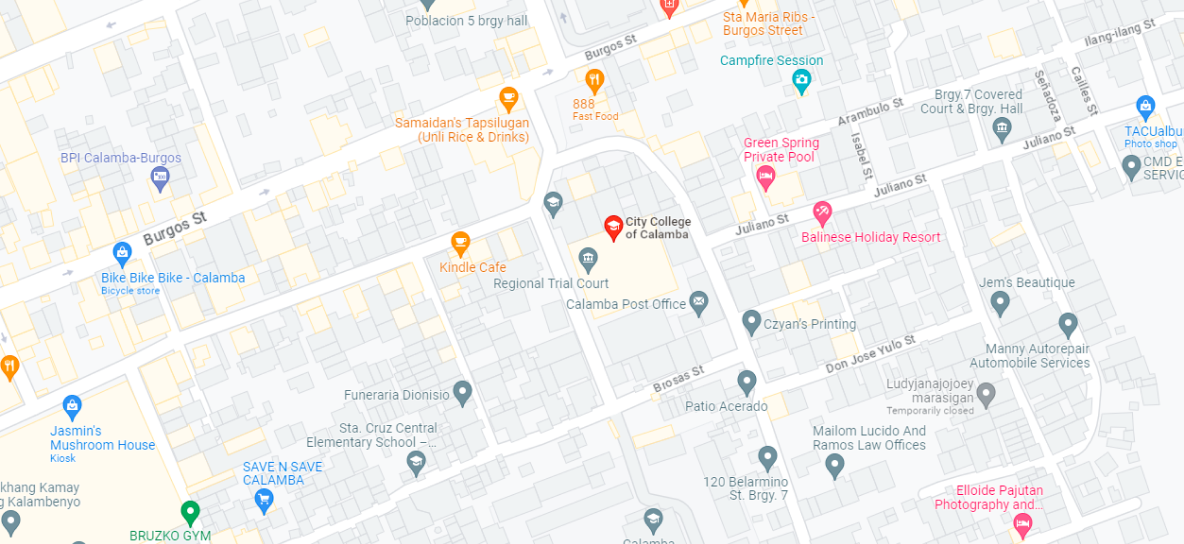 Poblacion 5 brgy hall
Sta Maria Ribs -
Burgos Street
Ilang-ilang St
Burgos St
Campfire Session
888
Fast Food
Samaidan's Tapsilugan
(Unli Rice & Drinks)
Brgy.7 Covered
Court & Brgy. Hall
Señadoza
Cailles St
Arambulo St
Isabel St
Juliano St
TACUalbu
Photo shop
CMD E
SERVIC
BPI Calamba-Burgos
Green Spring
Private Pool
Juliano St
Burgos St
City College
of Calamba
Juliano St
Balinese Holiday Resort
Kindle Cafe
Bike Bike Bike - Calamba
Bicycle store
Regional Trial Court
Calamba Post Office
Jem's Beautique
Czyan's Printing
Don Jose Yulo St
Manny Autorepair
Automobile Services
Brosas St
Funeraria Dionisio
Patio Acerado
Ludyjanajojoey
marasigan
Temporarily closed
Jasmin's
Mushroom House
Kiosk
Sta. Cruz Central
Elementary School –...
Mailom Lucido And
Ramos Law Offices
SAVE N SAVE
CALAMBA
khang Kamay
g Kalambenyo
120 Belarmino
St. Brgy. 7
Elloide Pajutan
Photography and...
BRUZKO GYM
Calamba